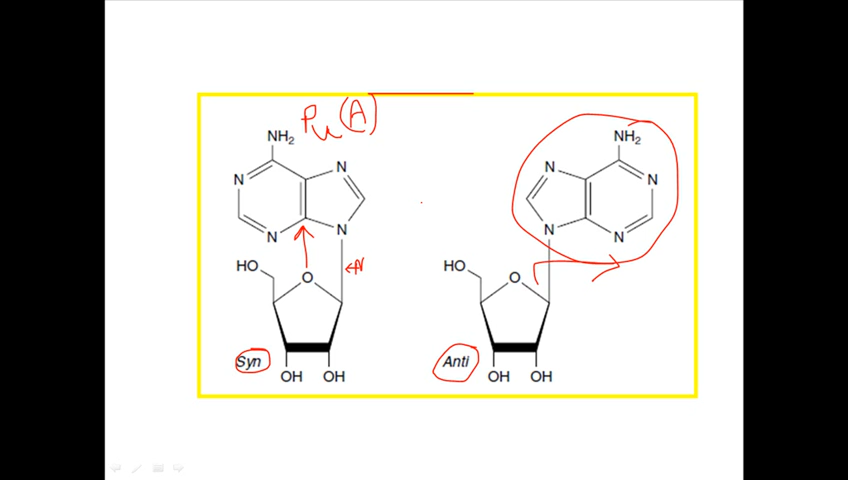 Pu (A)
NH2 NH2
N N N N
N N N N
HO O HO O
Syn Anti
OH OH OH OH